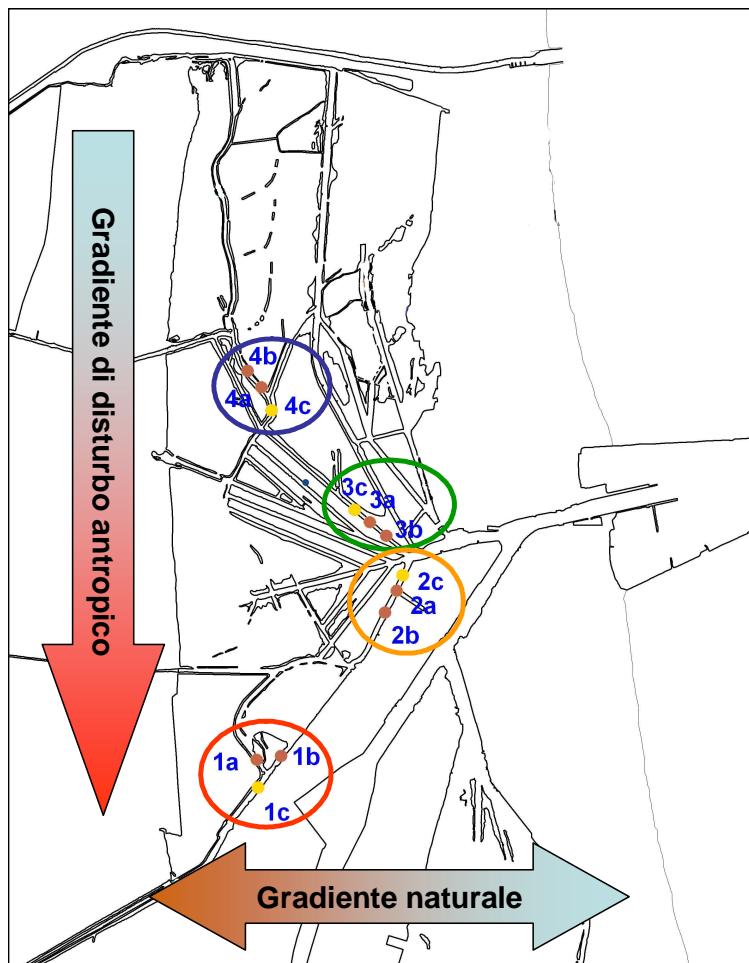 Gradiente di disturbo antropico
4b
4a
4c
3c
3a
3b
2c
2a
2b
1a
1b
1c
Gradiente naturale